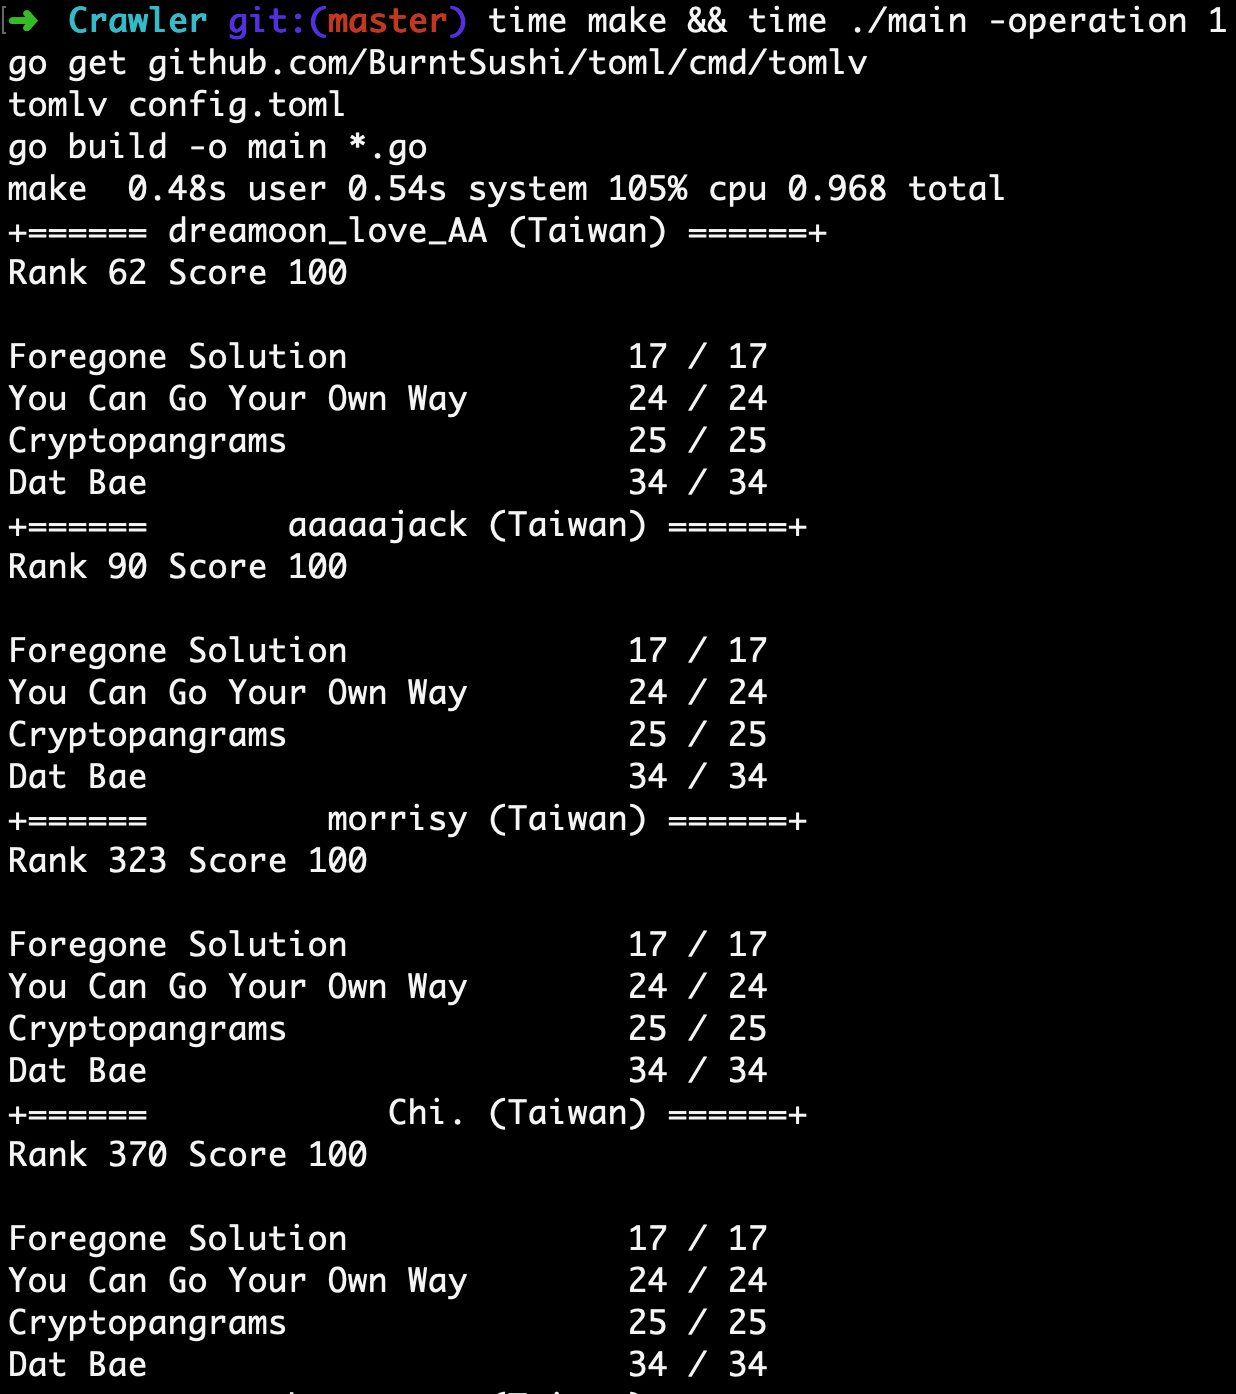 ➜  Crawler git:(master) time make && time ./main -operation 1
go get github.com/BurntSushi/toml/cmd/tomlv
tomlv config.toml
go build -o main *.go
make  0.48s user 0.54s system 105% cpu 0.968 total
+====== dreamoon_love_AA (Taiwan) ======+
Rank 62 Score 100
Foregone Solution              17 / 17
You Can Go Your Own Way        24 / 24
Cryptopangrams                 25 / 25
Dat Bae                        34 / 34
+======       aaaaajack (Taiwan) ======+
Rank 90 Score 100
Foregone Solution              17 / 17
You Can Go Your Own Way        24 / 24
Cryptopangrams                 25 / 25
Dat Bae                        34 / 34
+======         morrisy (Taiwan) ======+
Rank 323 Score 100
Foregone Solution              17 / 17
You Can Go Your Own Way        24 / 24
Cryptopangrams                 25 / 25
Dat Bae                        34 / 34
+======            Chi. (Taiwan) ======+
Rank 370 Score 100
Foregone Solution              17 / 17
You Can Go Your Own Way        24 / 24
Cryptopangrams                 25 / 25
Dat Bae                        34 / 34